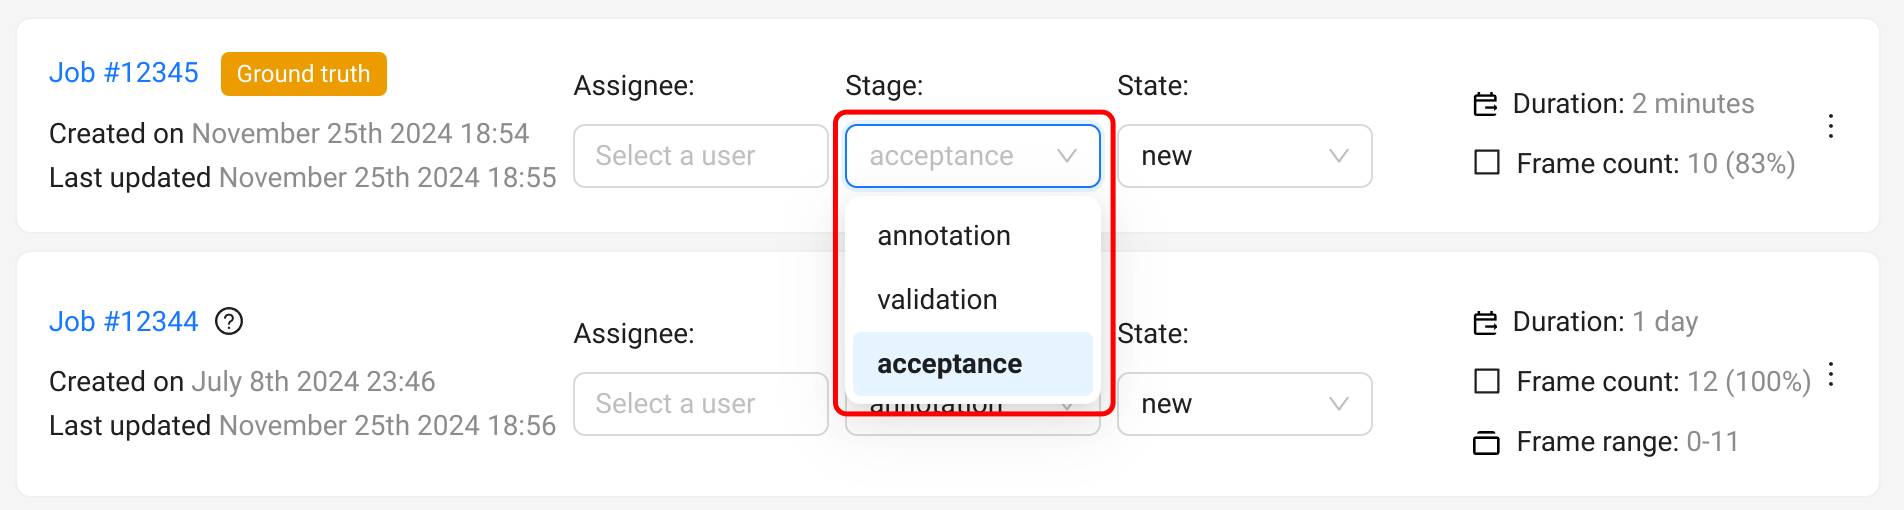 Job #12345 Ground truth
Created on November 25th 2024 18:54
Last updated November 25th 2024 18:55
Assignee:
Select a user
Stage:
acceptance
annotation
validation
acceptance
State:
new
Duration: 2 minutes
Frame count: 10 (83%)
Job #12344
Created on July 8th 2024 23:46
Last updated November 25th 2024 18:56
Assignee:
Select a user
annotation
State:
new
Duration: 1 day
Frame count: 12 (100%)
Frame range: 0-11